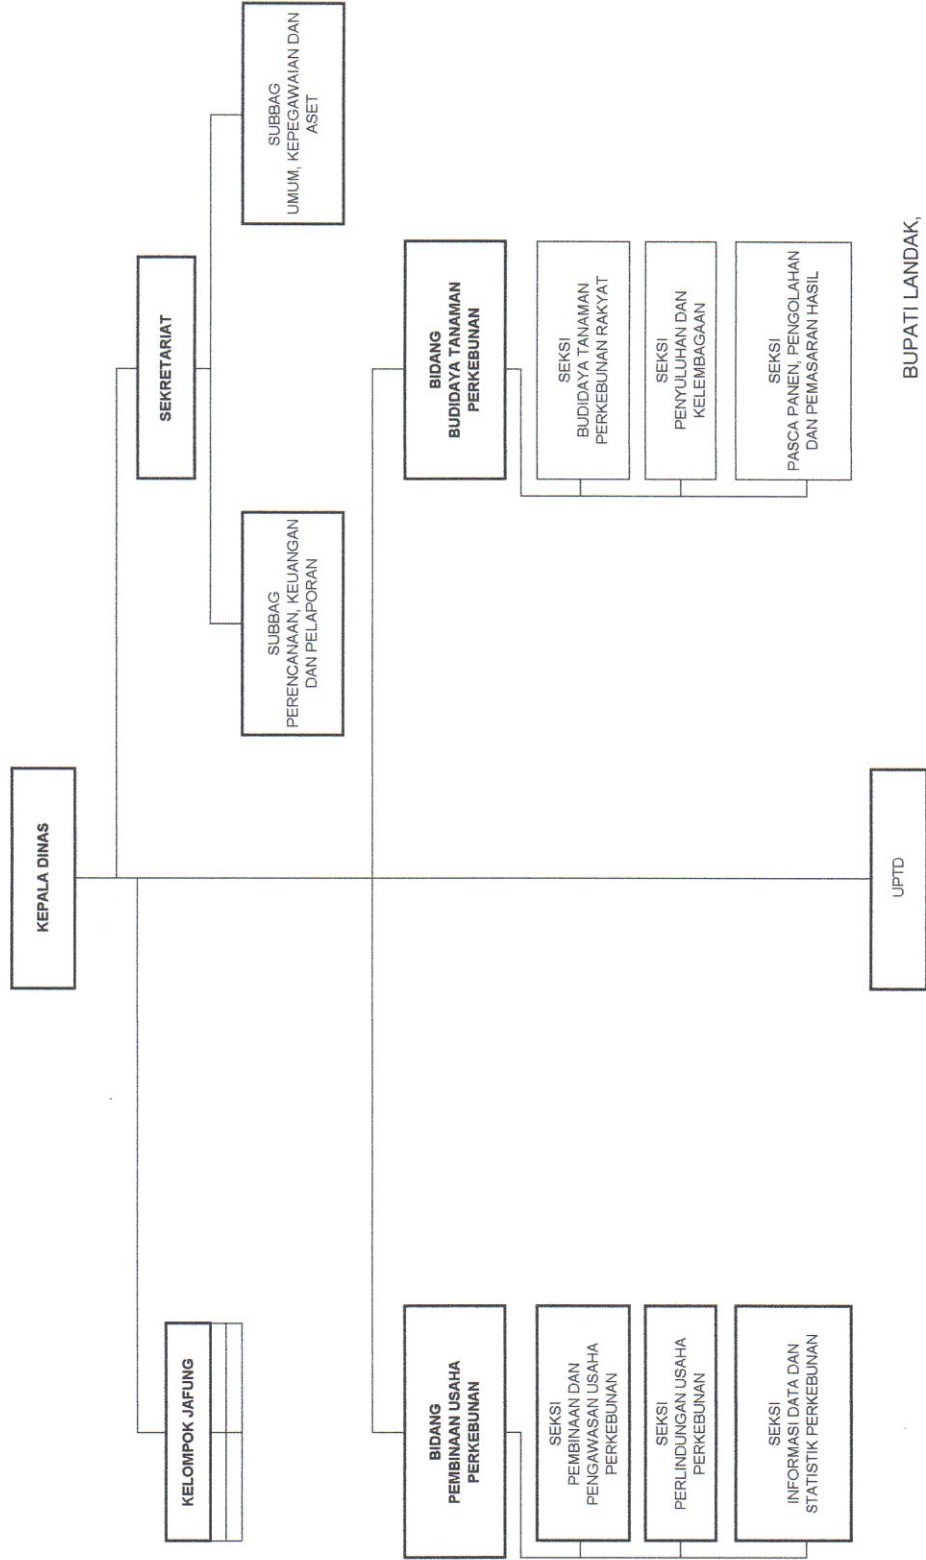 KEPALA DINAS
KELOMPOK JAFUNG
SEKRETARIAT
SUBBAG
PERENCANAAN, KEUANGAN
DAN PELAPORAN
SUBBAG
UMUM, KEPEGAWAIAN DAN
ASET
BIDANG
PEMBINAAN USAHA
PERKEBUNAN
SEKSI
PEMBINAAN DAN
PENGAWASAN USAHA
PERKEBUNAN
SEKSI
PERLINDUNGAN USAHA
PERKEBUNAN
SEKSI
INFORMASI DATA DAN
STATISTIK PERKEBUNAN
BIDANG
BUDIDAYA TANAMAN
PERKEBUNAN
SEKSI
BUDIDAYA TANAMAN
PERKEBUNAN RAKYAT
SEKSI
PENYULUHAN DAN
KELEMBAGAAN
SEKSI
PASCA PANEN, PENGOLAHAN
DAN PEMASARAN HASIL
UPTD
BUPATI LANDAK,